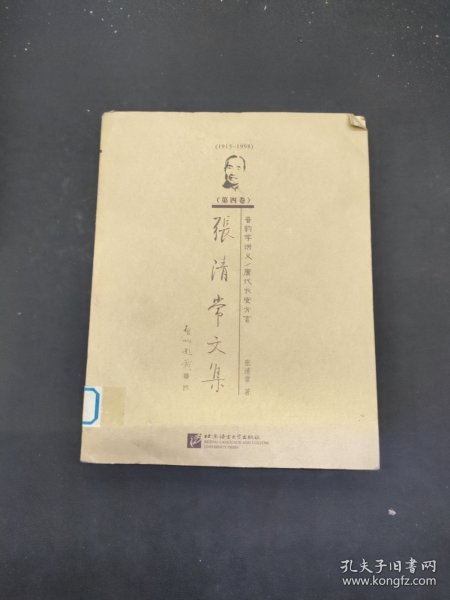 (1915-1998)
(第四卷)
張清常文集
音韵学讲义/唐代长安方言
张清常 著
北京语言大学出版社
BEIJING LANGUAGE AND CULTURE
UNIVERSITY PRESS
孔夫子旧书网
www.kongfz.com